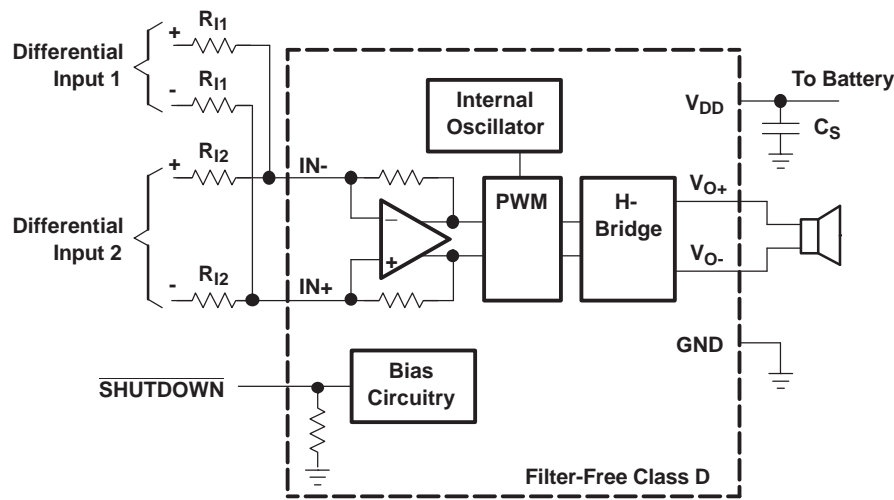 Differential
Input 1
+
R_I1
-
R_I1
Differential
Input 2
+
R_I2
-
R_I2
IN-
IN+
Internal
Oscillator
−
+
PWM
H-
Bridge
V_DD
To Battery
C_S
V_O+
V_O-
GND
SHUTDOWN
Bias
Circuitry
Filter-Free Class D